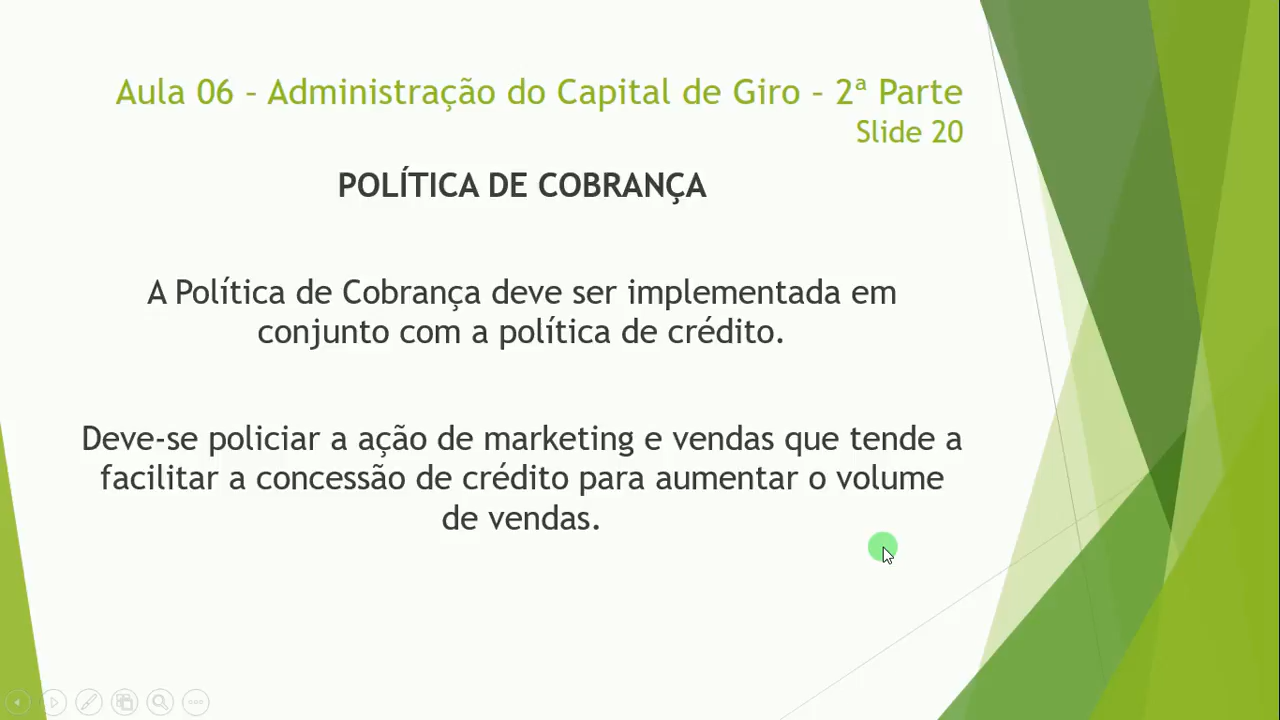 Aula 06 – Administração do Capital de Giro – 2ª Parte
Slide 20
POLÍTICA DE COBRANÇA
A Política de Cobrança deve ser implementada em
conjunto com a política de crédito.
Deve-se policiar a ação de marketing e vendas que tende a
facilitar a concessão de crédito para aumentar o volume
de vendas.